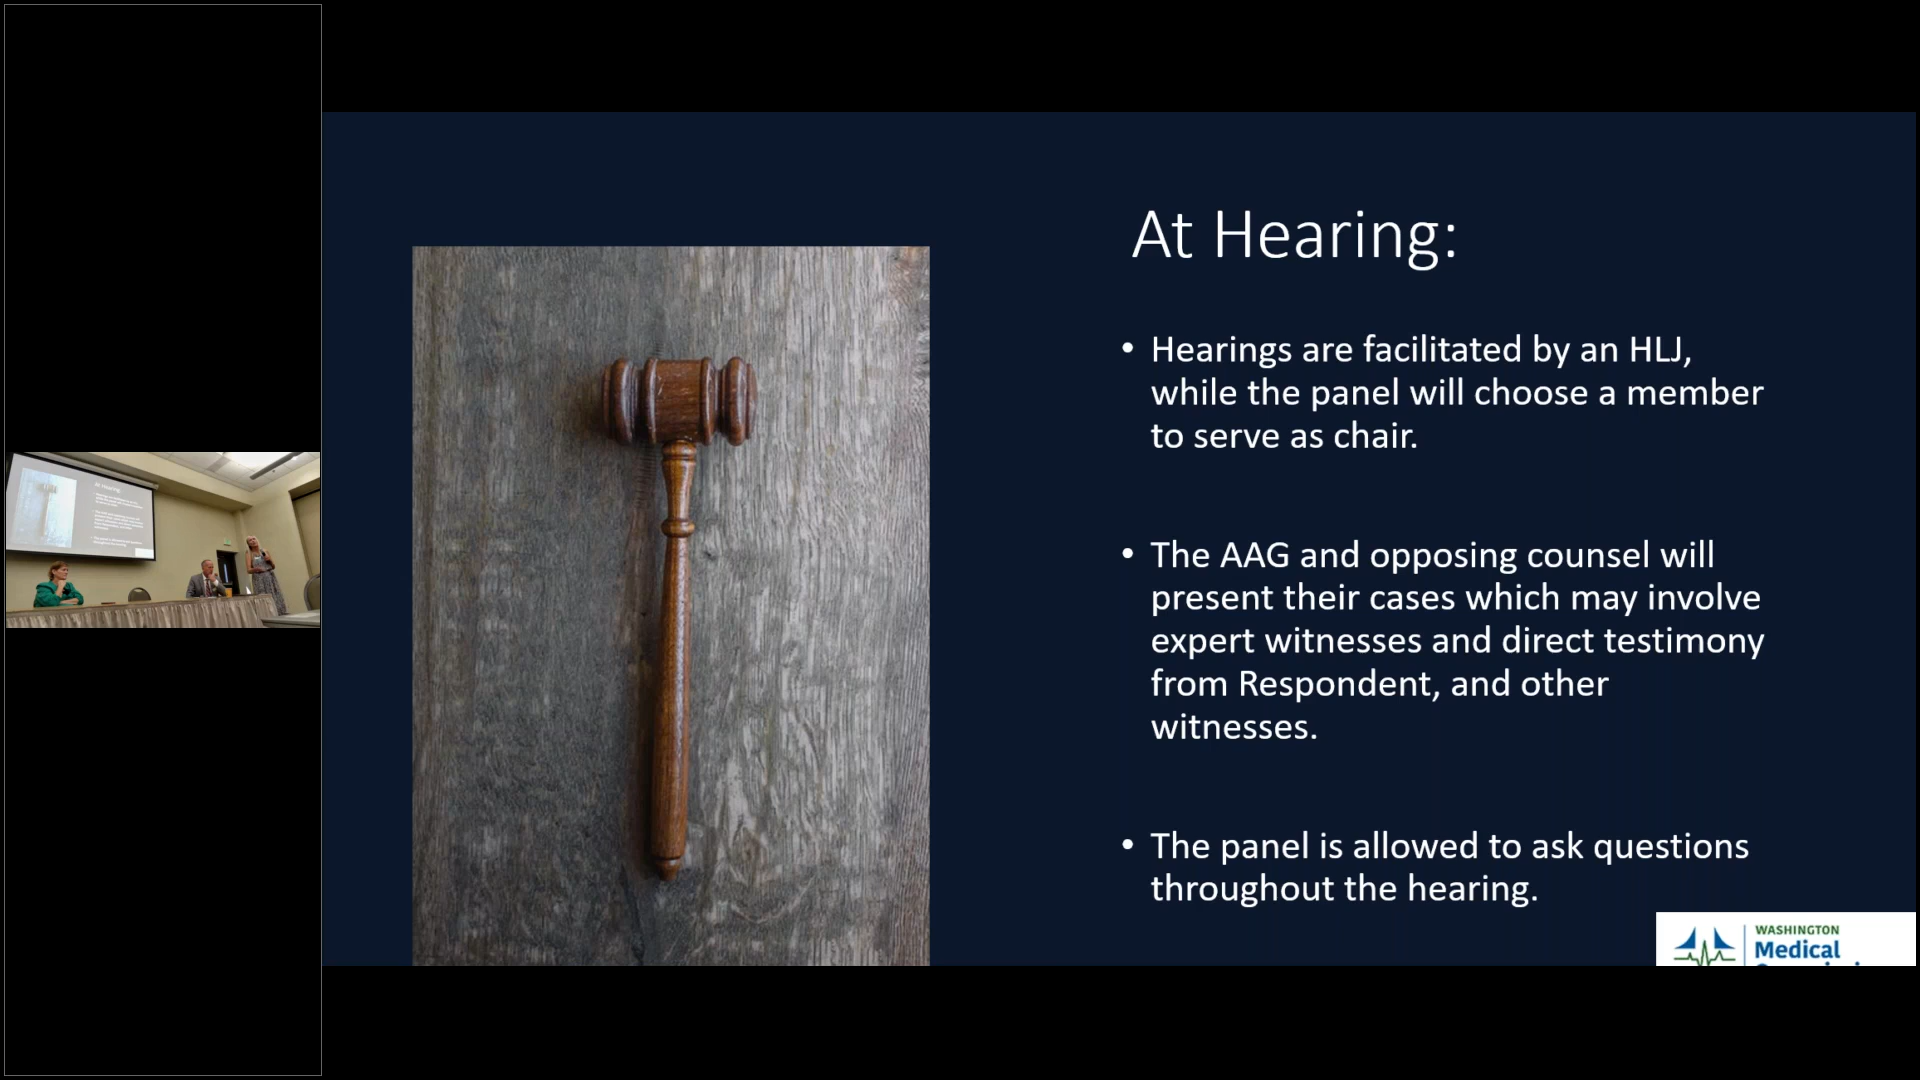 At Hearing:
• Hearings are facilitated by an HLJ,
while the panel will choose a member
to serve as chair.
• The AAG and opposing counsel will
present their cases which may involve
expert witnesses and direct testimony
from Respondent, and other
witnesses.
• The panel is allowed to ask questions
throughout the hearing.
WASHINGTON
Medical